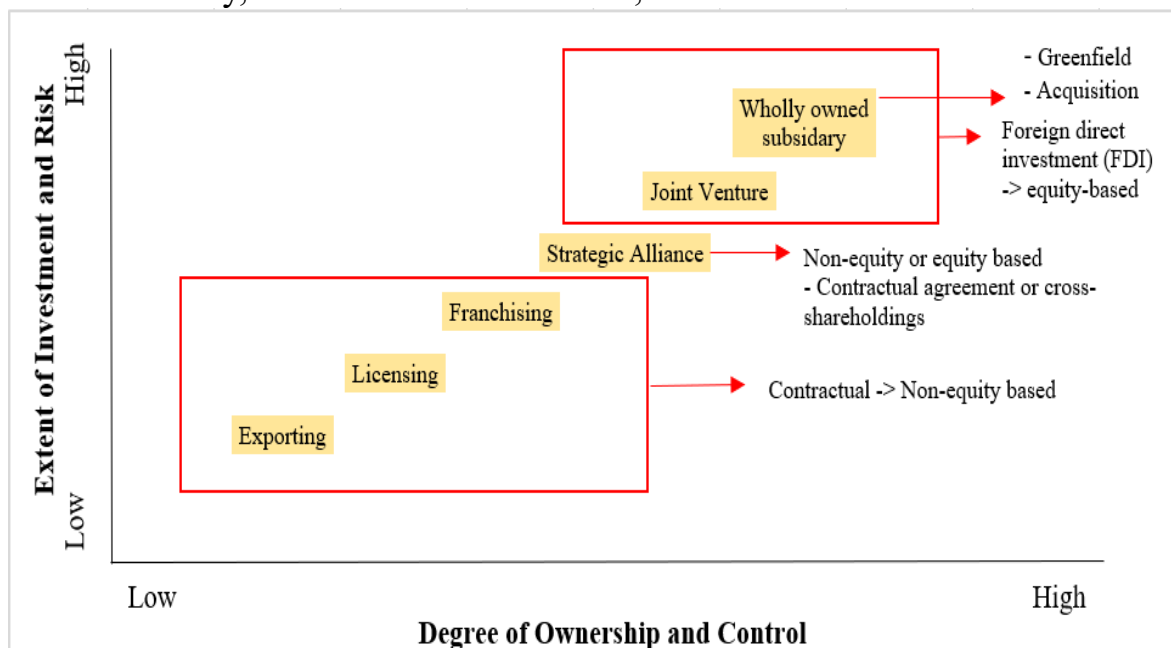 High
Extent of Investment and Risk
Low
- Greenfield
- Acquisition
Wholly owned
subsidary
Foreign direct
investment (FDI)
-> equity-based
Joint Venture
Strategic Alliance
Non-equity or equity based
- Contractual agreement or cross-
shareholdings
Franchising
Licensing
Contractual -> Non-equity based
Exporting
Low
High
Degree of Ownership and Control